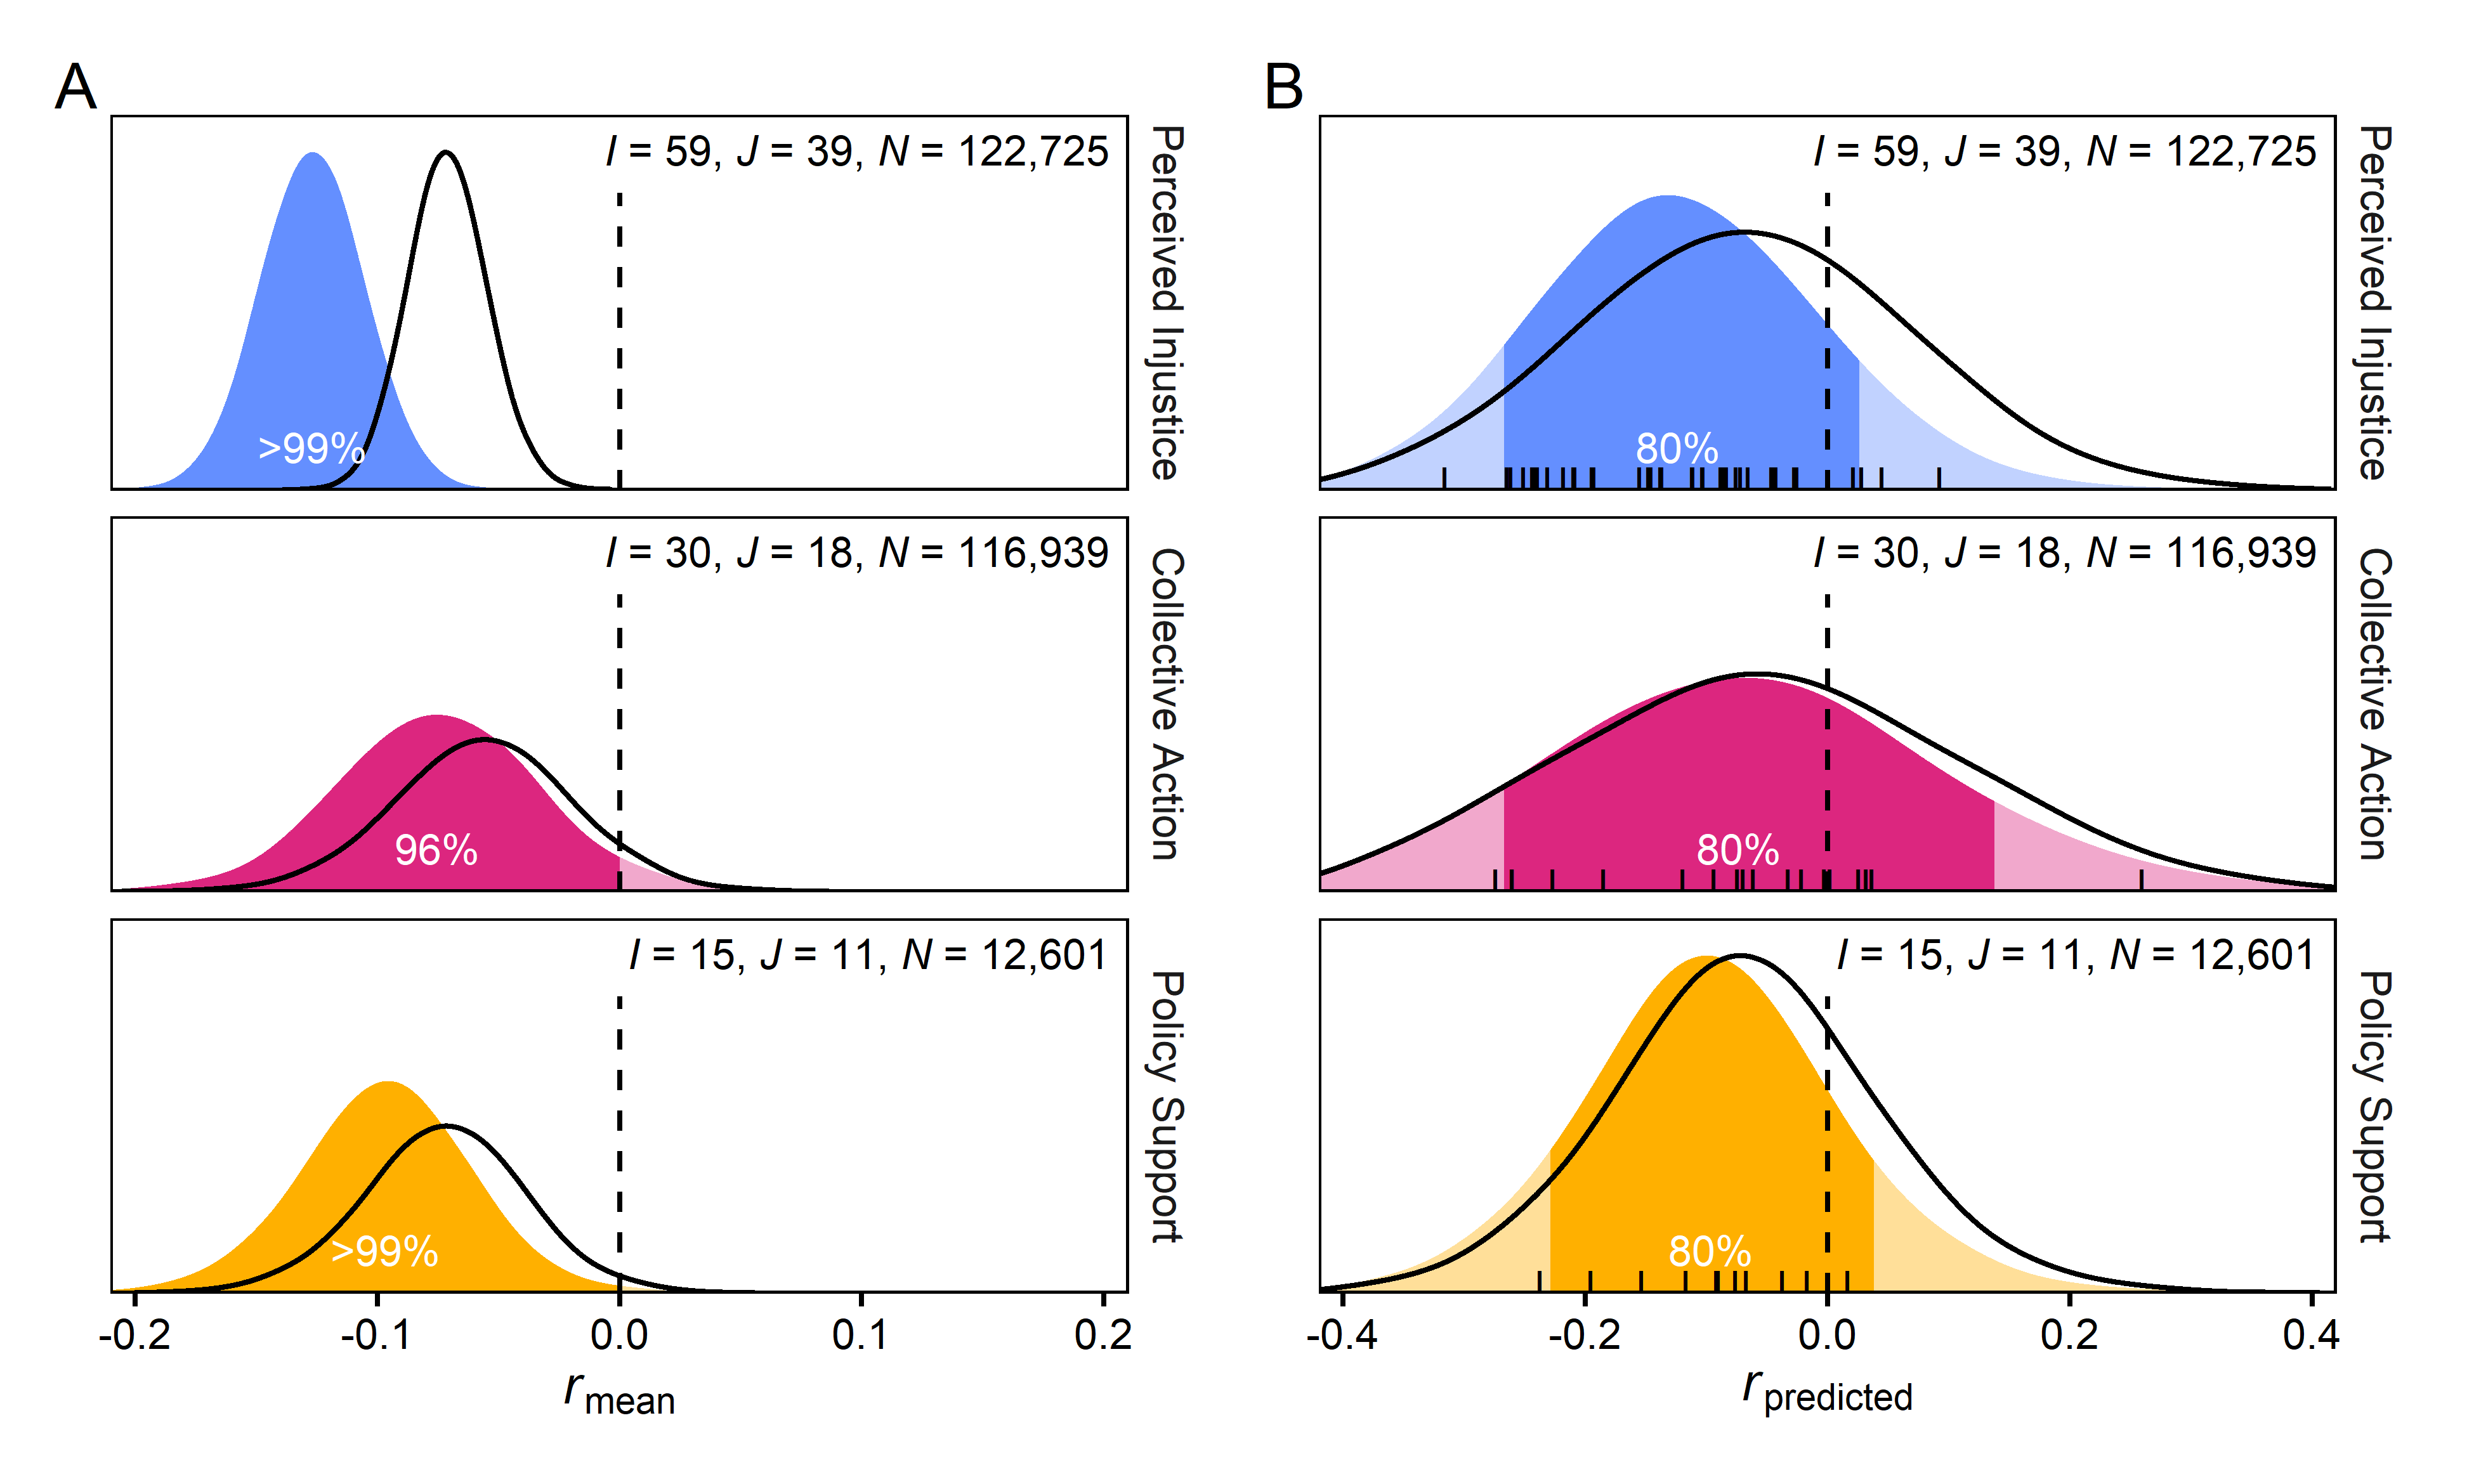 A
I = 59, J = 39, N = 122,725
>99%
Perceived Injustice
I = 30, J = 18, N = 116,939
96%
Collective Action
I = 15, J = 11, N = 12,601
>99%
Policy Support
-0.2 -0.1 0.0 0.1 0.2
r mean
B
I = 59, J = 39, N = 122,725
80%
Perceived Injustice
I = 30, J = 18, N = 116,939
80%
Collective Action
I = 15, J = 11, N = 12,601
80%
Policy Support
-0.4 -0.2 0.0 0.2 0.4
r predicted